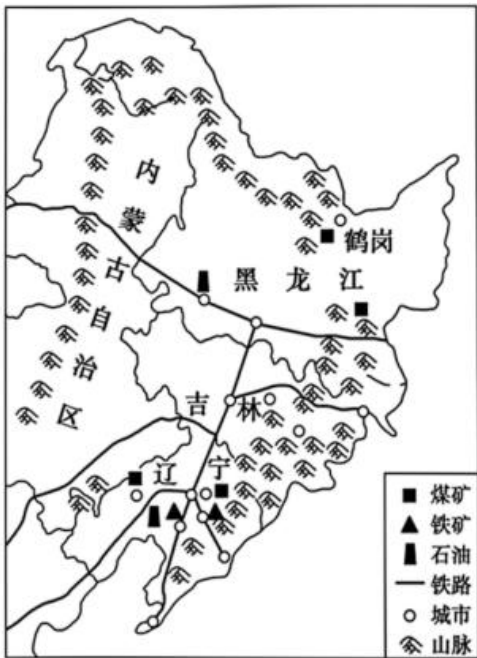 内
蒙
古
自
治
区
鹤岗
黑龙江
吉林
辽宁
煤矿
铁矿
石油
铁路
城市
山脉